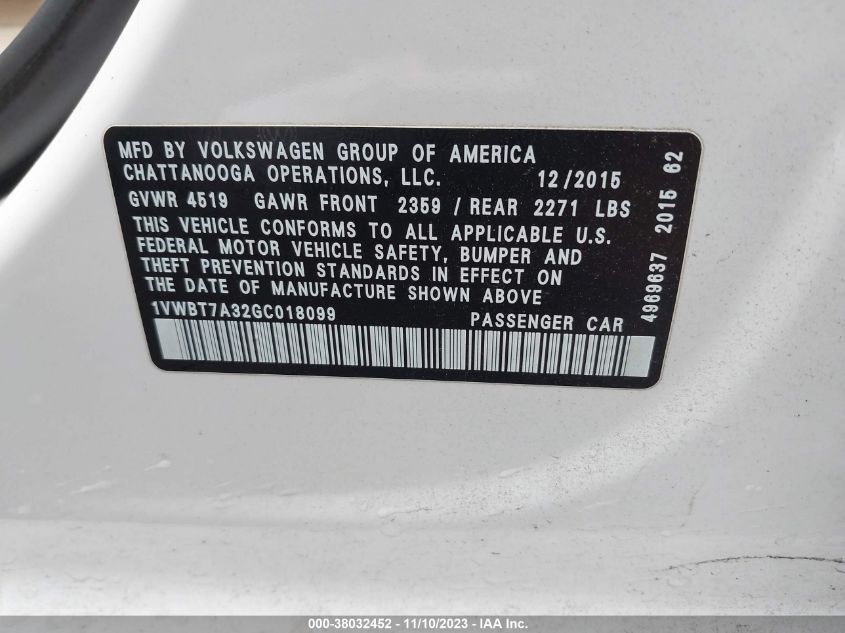 MFD BY VOLKSWAGEN GROUP OF AMERICA
CHATTANOOGA OPERATIONS, LLC. 12/2015
GVWR 4519 GAWR FRONT 2359 / REAR 2271 LBS
THIS VEHICLE CONFORMS TO ALL APPLICABLE U.S.
FEDERAL MOTOR VEHICLE SAFETY, BUMPER AND
THEFT PREVENTION STANDARDS IN EFFECT ON
THE DATE OF MANUFACTURE SHOWN ABOVE
1VWBT7A32GC018099 PASSENGER CAR
4969637 2015 62
000-38032452 - 11/10/2023 - IAA Inc.